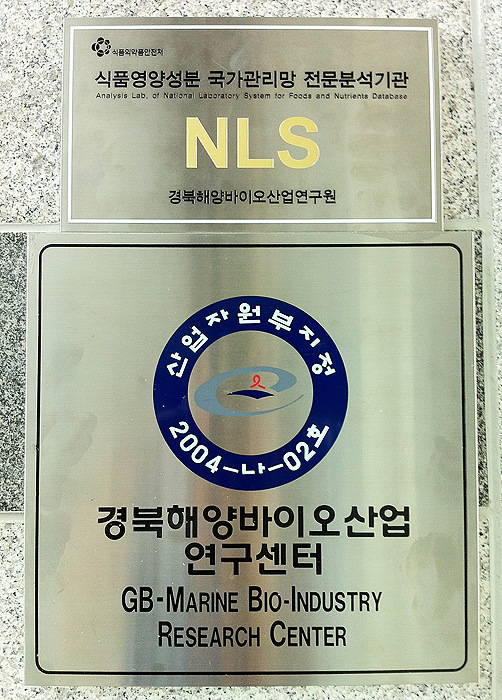 식품의약품안전처
식품영양성분 국가관리망 전문분석기관
Analysis Lab, of National Laboratory System for Foods and Nutrients Database
NLS
경북해양바이오산업연구원
산업자원부지정
2004-나-02호
경북해양바이오산업
연구센터
GB-MARINE BIO-INDUSTRY
RESEARCH CENTER